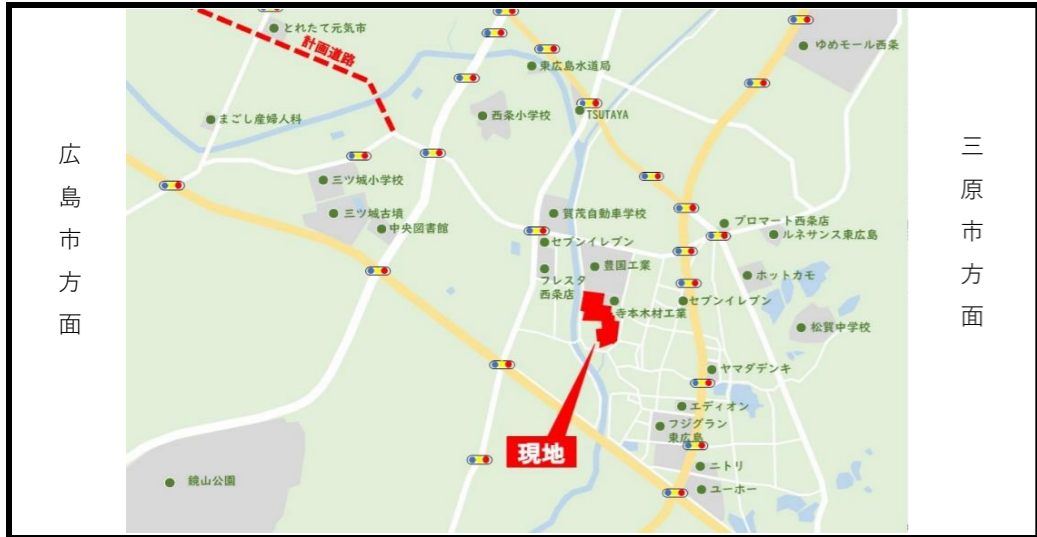 広島市方面
とれたて元気市
計画道路
ゆめモール西条
東広島水道局
まごし産婦人科
西条小学校
TSUTAYA
三ツ城小学校
三ツ城古墳
中央図書館
賀茂自動車学校
セブンイレブン
フレスタ
西条店
豊国工業
寺本木材工業
プロマート西条店
ルネサンス東広島
ホットカモ
セブンイレブン
松賀中学校
ヤマダデンキ
エディオン
フジグラン
東広島
ニトリ
ユーホー
現地
鏡山公園
三原市方面